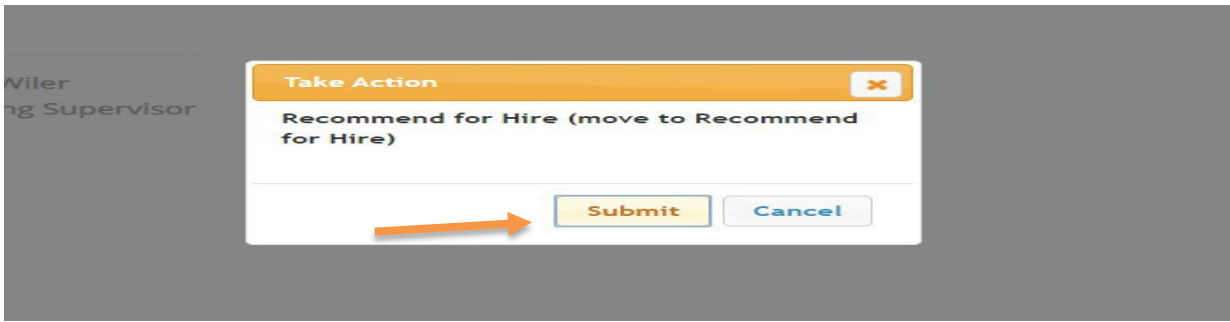 Wiler
ng Supervisor
Take Action
Recommend for Hire (move to Recommend
for Hire)
Submit Cancel